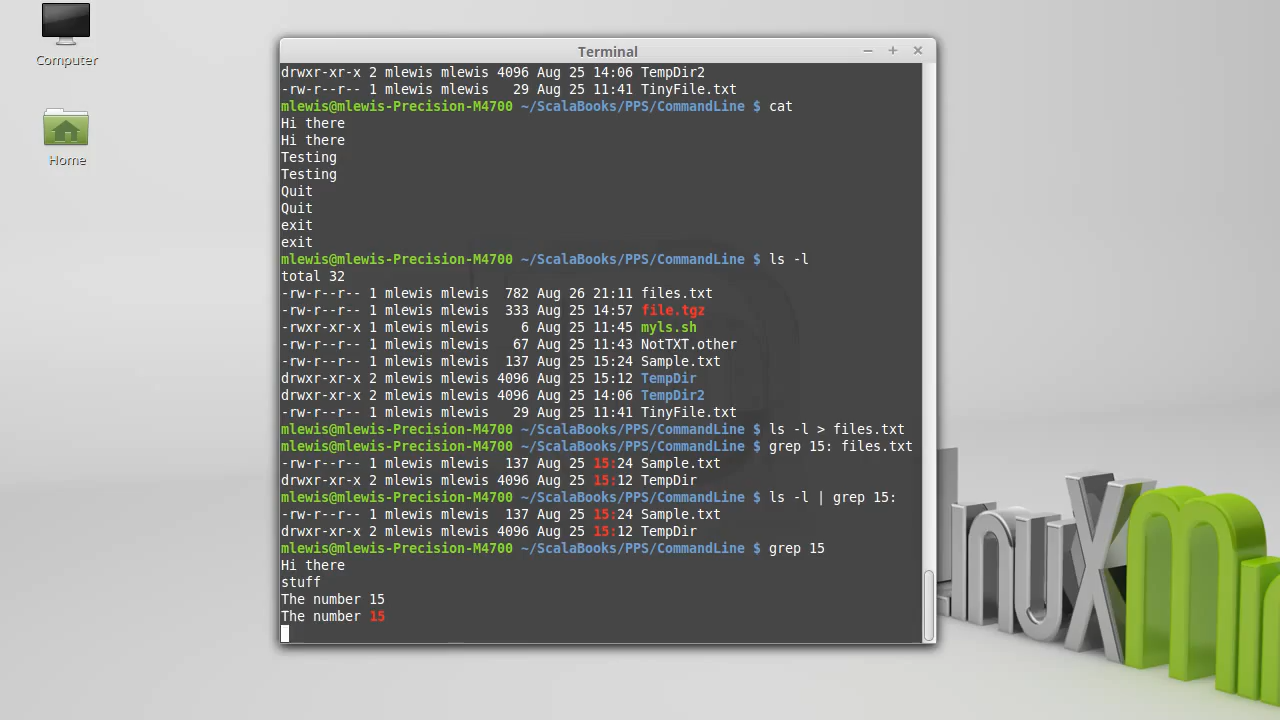 Computer
Home
Terminal
drwxr-xr-x 2 mlewis mlewis 4096 Aug 25 14:06 TempDir2
-rw-r--r-- 1 mlewis mlewis   29 Aug 25 11:41 TinyFile.txt
mlewis@mlewis-Precision-M4700 ~/ScalaBooks/PPS/CommandLine $ cat
Hi there
Hi there
Testing
Testing
Quit
Quit
exit
exit
mlewis@mlewis-Precision-M4700 ~/ScalaBooks/PPS/CommandLine $ ls -l
total 32
-rw-r--r-- 1 mlewis mlewis  782 Aug 26 21:11 files.txt
-rw-r--r-- 1 mlewis mlewis  333 Aug 25 14:57 file.tgz
-rwxr-xr-x 1 mlewis mlewis    6 Aug 25 11:45 myls.sh
-rw-r--r-- 1 mlewis mlewis   67 Aug 25 11:43 NotTXT.other
-rw-r--r-- 1 mlewis mlewis  137 Aug 25 15:24 Sample.txt
drwxr-xr-x 2 mlewis mlewis 4096 Aug 25 15:12 TempDir
drwxr-xr-x 2 mlewis mlewis 4096 Aug 25 14:06 TempDir2
-rw-r--r-- 1 mlewis mlewis   29 Aug 25 11:41 TinyFile.txt
mlewis@mlewis-Precision-M4700 ~/ScalaBooks/PPS/CommandLine $ ls -l > files.txt
mlewis@mlewis-Precision-M4700 ~/ScalaBooks/PPS/CommandLine $ grep 15: files.txt
-rw-r--r-- 1 mlewis mlewis  137 Aug 25 15:24 Sample.txt
drwxr-xr-x 2 mlewis mlewis 4096 Aug 25 15:12 TempDir
mlewis@mlewis-Precision-M4700 ~/ScalaBooks/PPS/CommandLine $ ls -l | grep 15:
-rw-r--r-- 1 mlewis mlewis  137 Aug 25 15:24 Sample.txt
drwxr-xr-x 2 mlewis mlewis 4096 Aug 25 15:12 TempDir
mlewis@mlewis-Precision-M4700 ~/ScalaBooks/PPS/CommandLine $ grep 15
Hi there
stuff
The number 15
The number 15